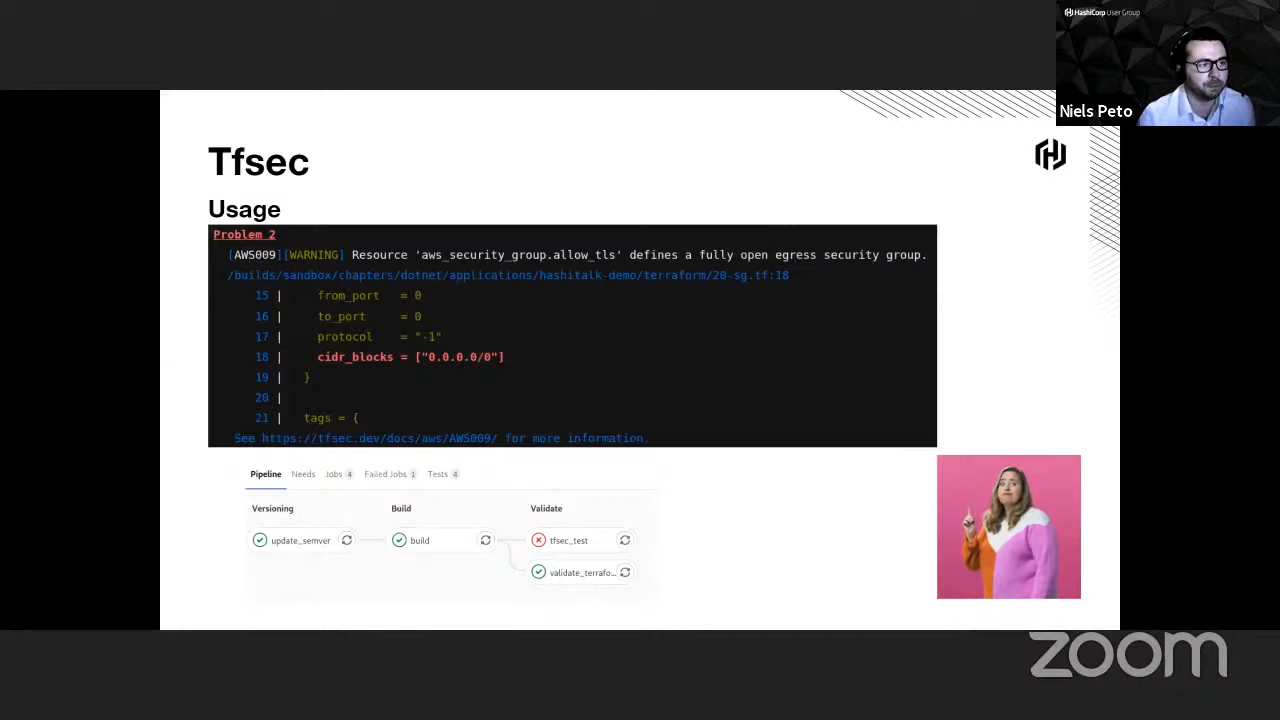 HashiCorp User Group
Niels Peto
Tfsec
Usage
Problem 2
[AWS009][WARNING] Resource 'aws_security_group.allow_tls' defines a fully open egress security group.
/builds/sandbox/chapters/dotnet/applications/hashitalk-demo/terraform/20-sg.tf:18
15 | from_port = 0
16 | to_port = 0
17 | protocol = "-1"
18 | cidr_blocks = ["0.0.0.0/0"]
19 | }
20 |
21 | tags = {
See https://tfsec.dev/docs/aws/AWS009/ for more information.
Pipeline Needs Jobs 4 Failed Jobs 1 Tests 4
Versioning Build Validate
update_semver build tfsec_test
validate_terrafo...
zoom